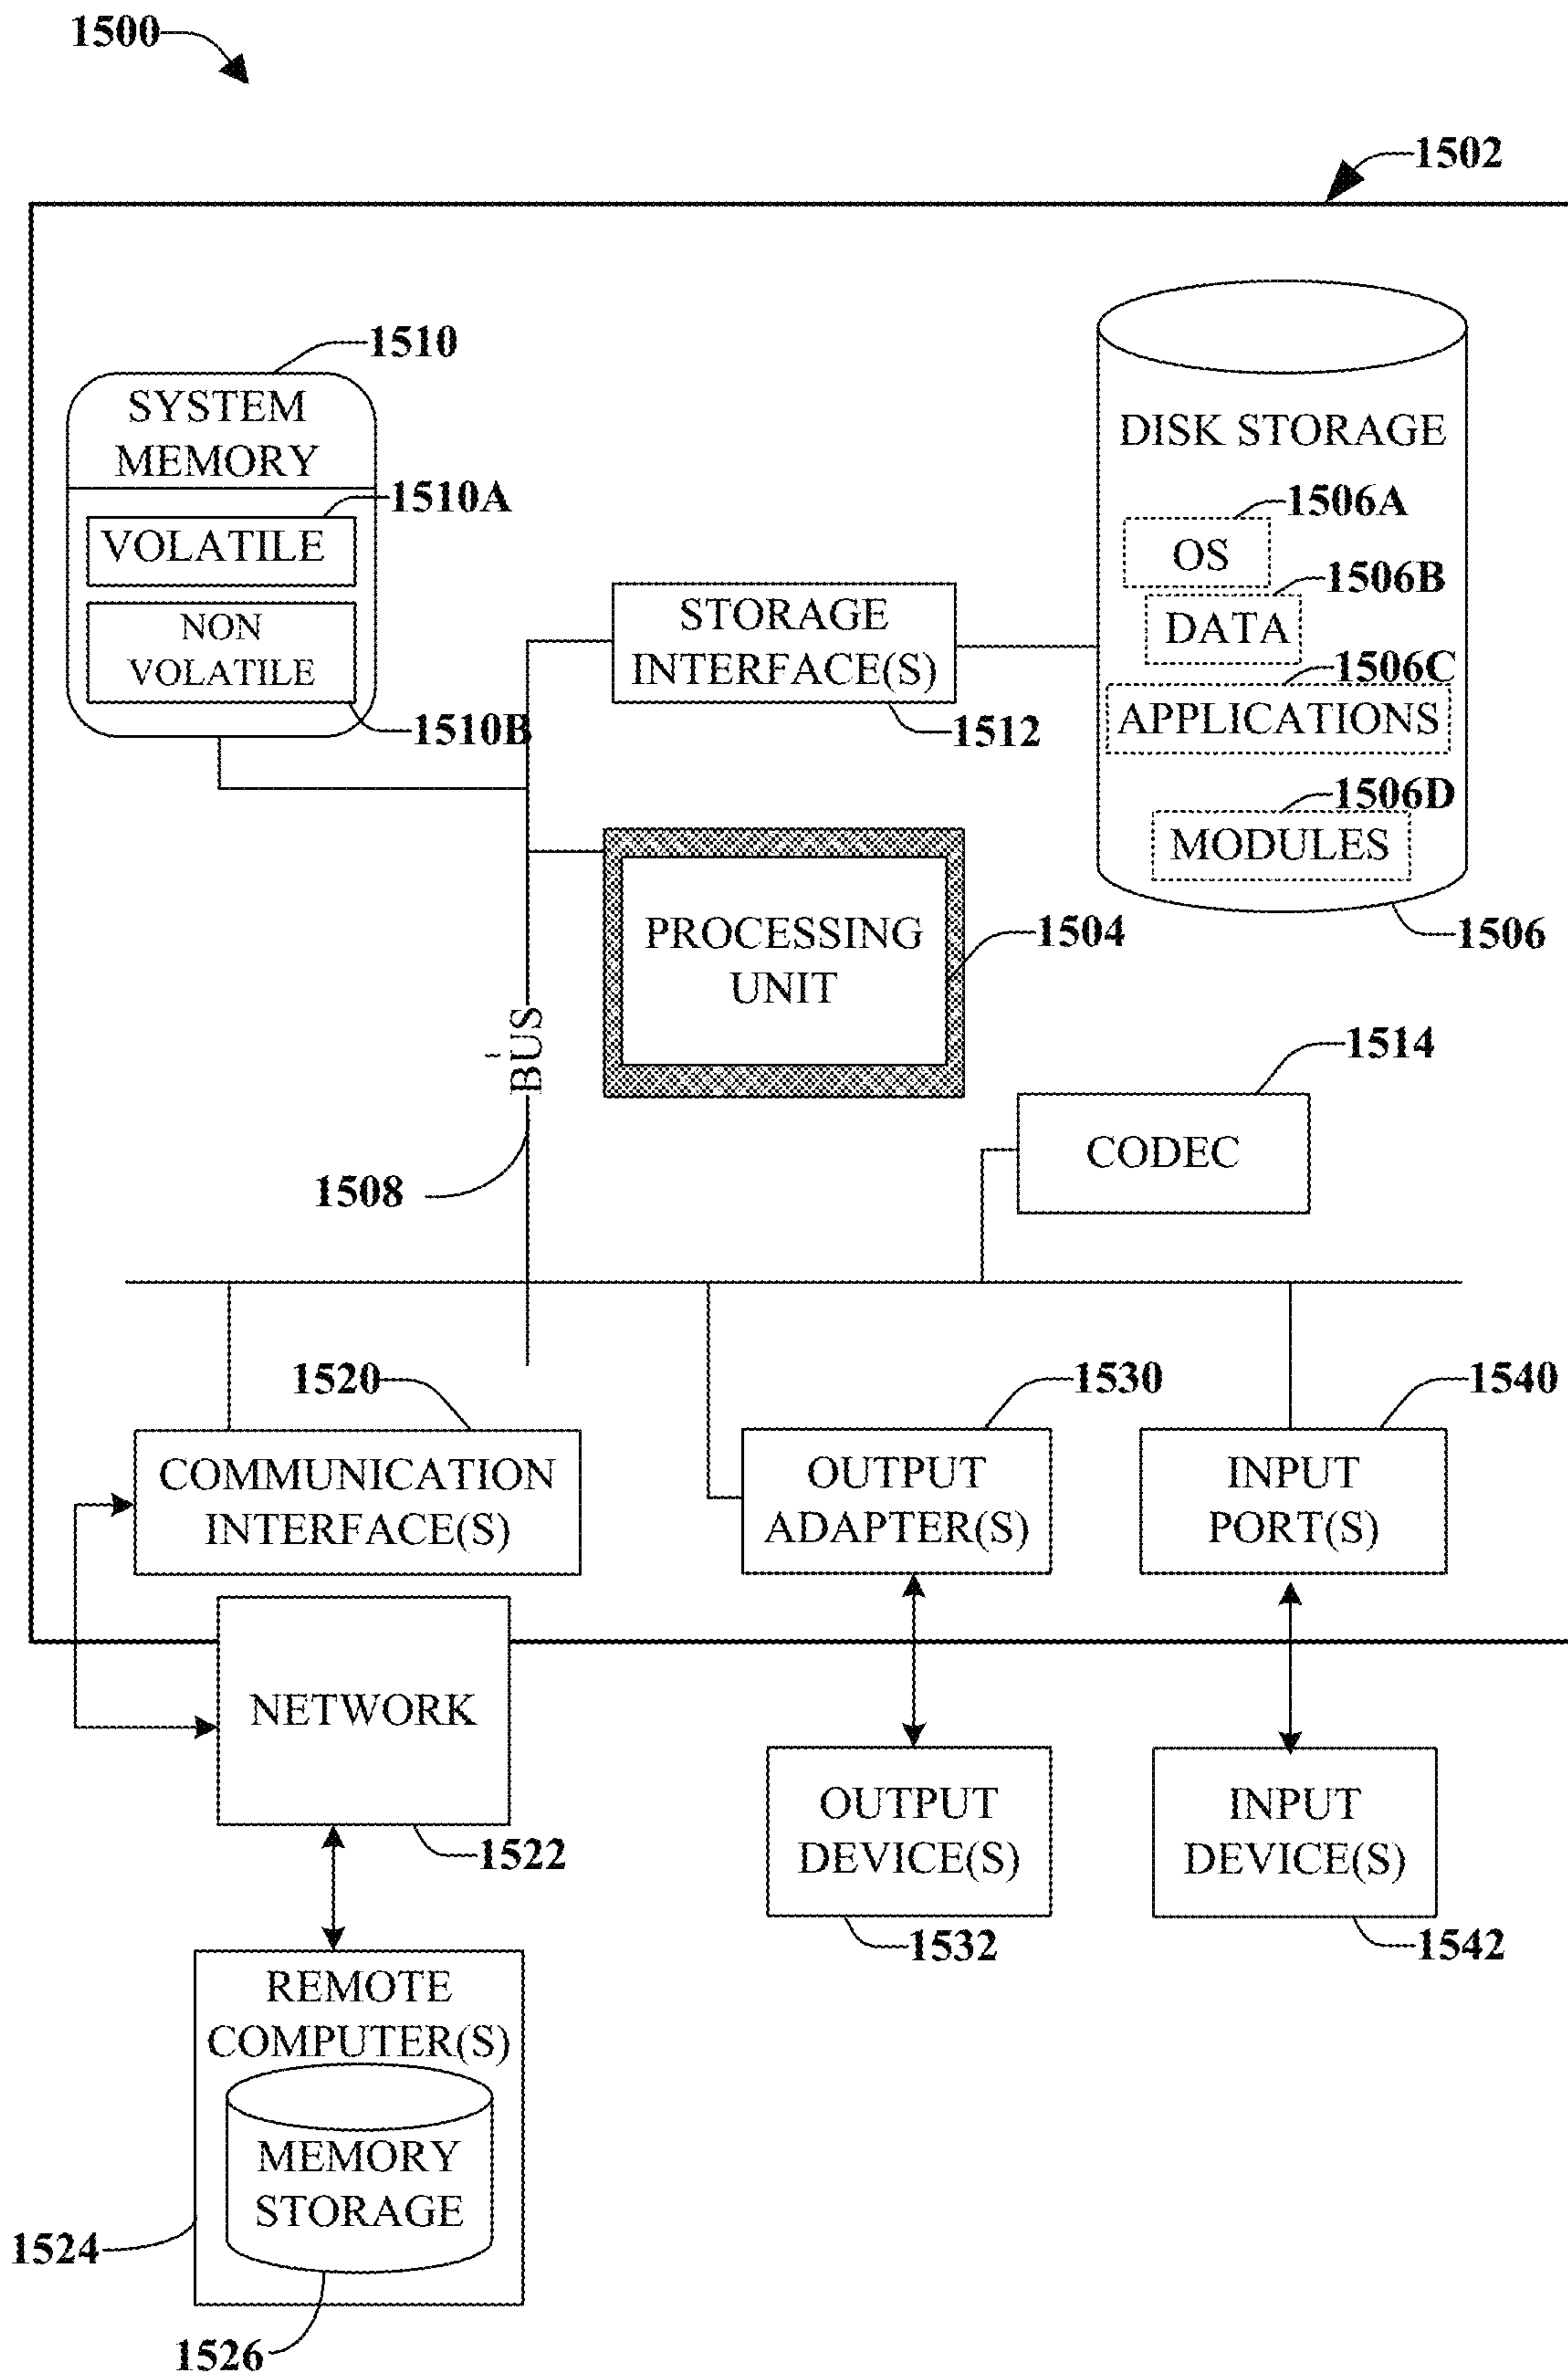 1500
1502
1510
SYSTEM
MEMORY
1510A
VOLATILE
NON
VOLATILE
1510B
STORAGE
INTERFACE(S)
1512
DISK STORAGE
1506A
OS
1506B
DATA
1506C
APPLICATIONS
1506D
MODULES
1506
PROCESSING
UNIT
1504
BUS
1508
1514
CODEC
1520
COMMUNICATION
INTERFACE(S)
1530
OUTPUT
ADAPTER(S)
1540
INPUT
PORT(S)
NETWORK
1522
OUTPUT
DEVICE(S)
1532
INPUT
DEVICE(S)
1542
REMOTE
COMPUTER(S)
MEMORY
STORAGE
1524
1526